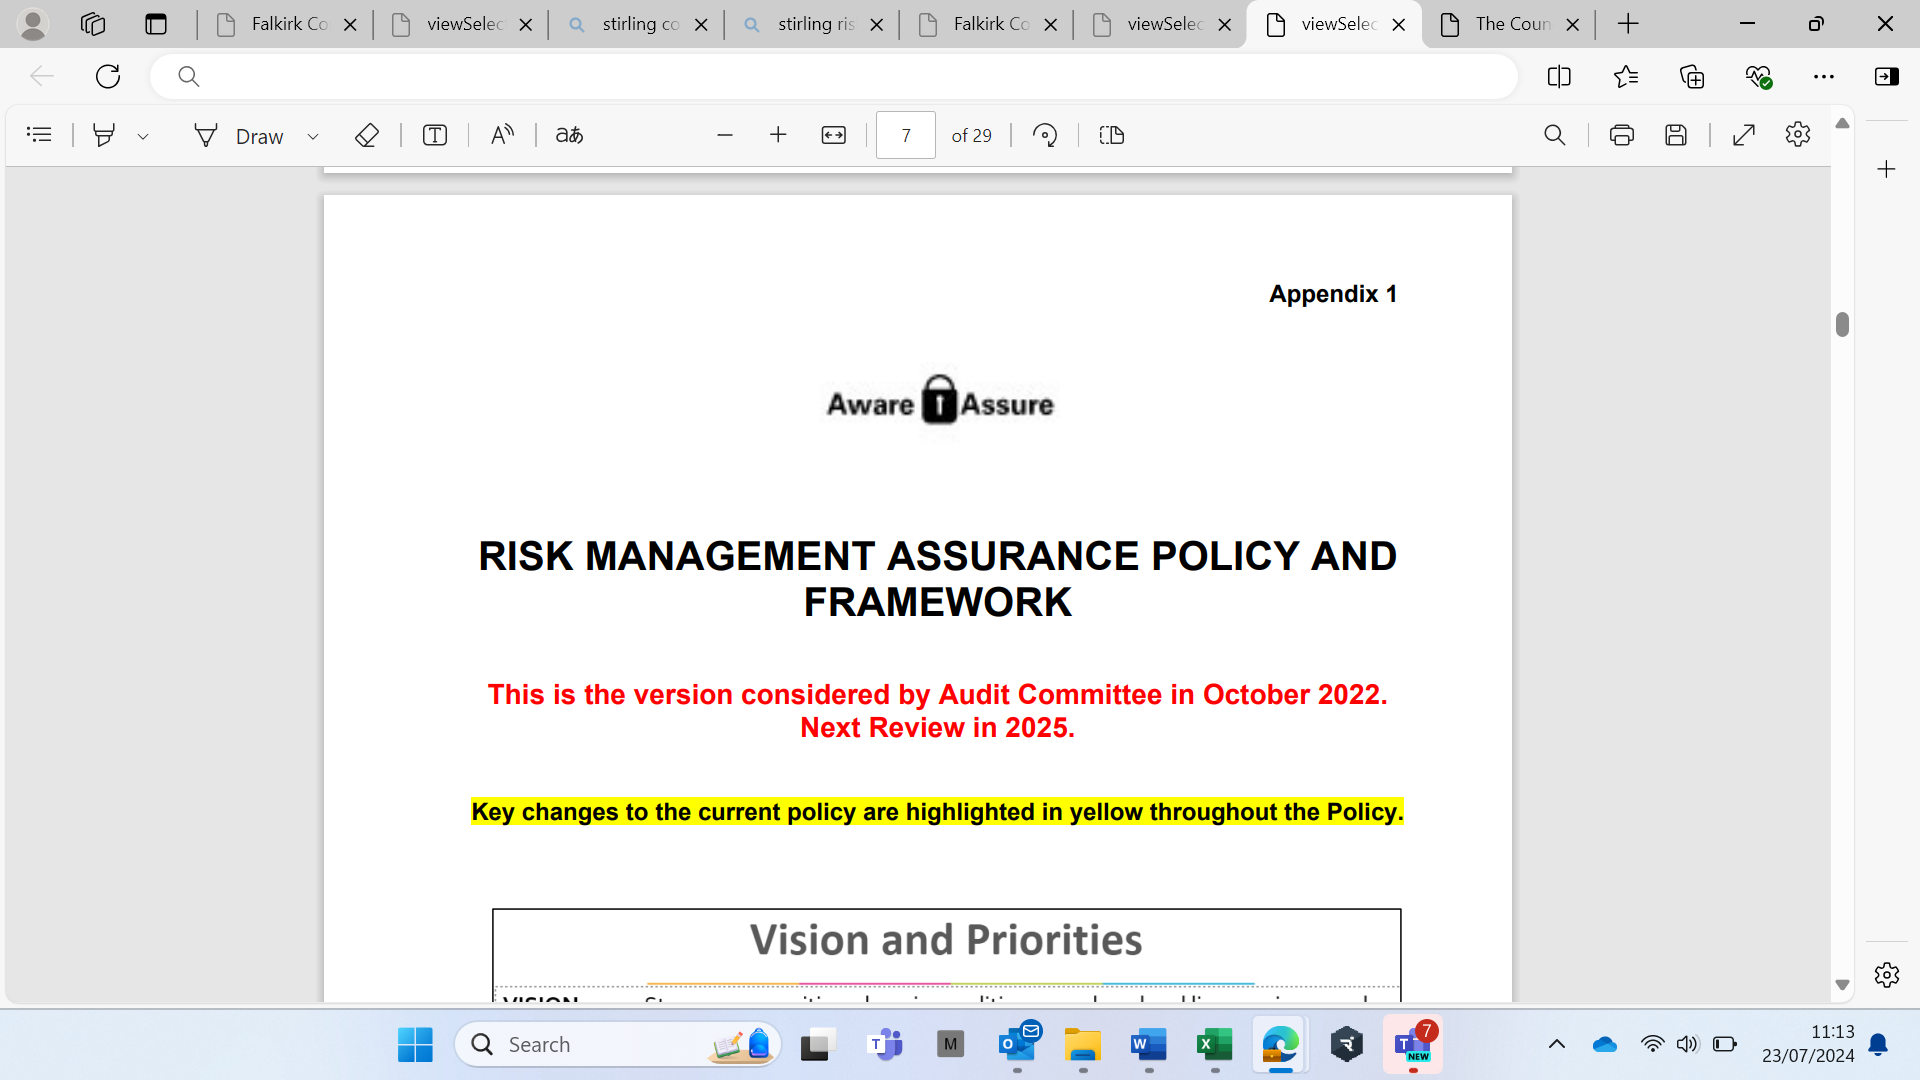 Falkirk Co
viewSelec
stirling co
stirling ris
Falkirk Co
viewSelec
viewSelec
The Coun
Draw
aあ
7
of 29
Appendix 1
Aware Assure
RISK MANAGEMENT ASSURANCE POLICY AND
FRAMEWORK
This is the version considered by Audit Committee in October 2022.
Next Review in 2025.
Key changes to the current policy are highlighted in yellow throughout the Policy.
Vision and Priorities
VISION
Search
M
7
NEW
11:13
23/07/2024